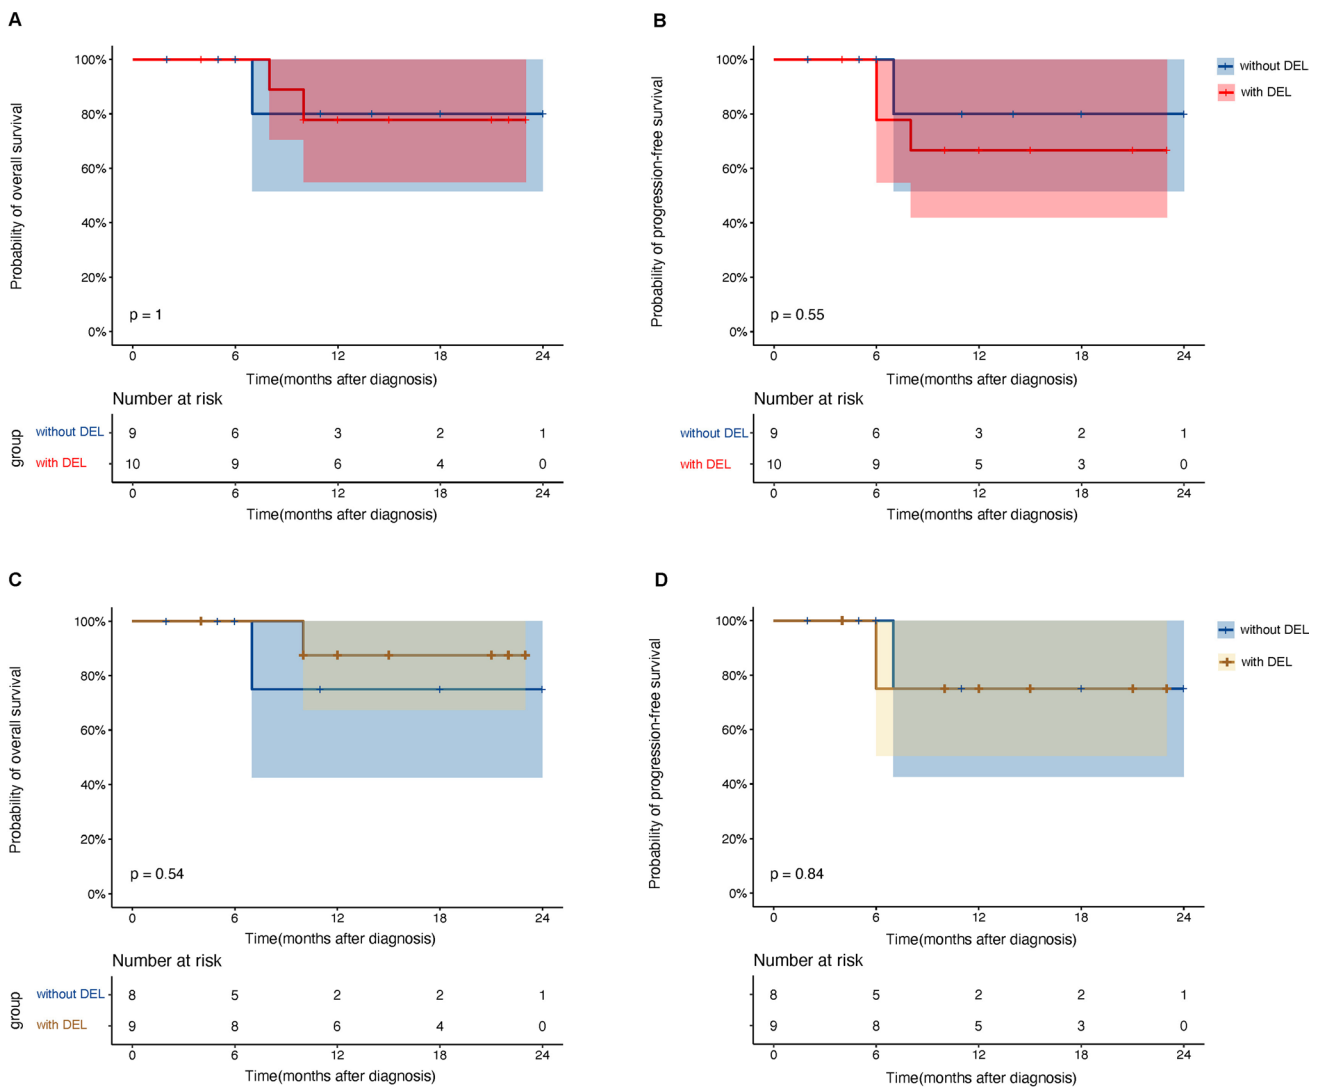 A
Probability of overall survival
100%
80%
60%
40%
20%
0%
p = 1
0 6 12 18 24
Time(months after diagnosis)
Number at risk
group
without DEL 9 6 3 2 1
with DEL 10 9 6 4 0
0 6 12 18 24
Time(months after diagnosis)
B
Probability of progression-free survival
100%
80%
60%
40%
20%
0%
p = 0.55
0 6 12 18 24
Time(months after diagnosis)
without DEL
with DEL
Number at risk
without DEL 9 6 3 2 1
with DEL 10 9 5 3 0
0 6 12 18 24
Time(months after diagnosis)
C
Probability of overall survival
100%
80%
60%
40%
20%
0%
p = 0.54
0 6 12 18 24
Time(months after diagnosis)
Number at risk
group
without DEL 8 5 2 2 1
with DEL 9 8 6 4 0
0 6 12 18 24
Time(months after diagnosis)
D
Probability of progression-free survival
100%
80%
60%
40%
20%
0%
p = 0.84
0 6 12 18 24
Time(months after diagnosis)
without DEL
with DEL
Number at risk
8 5 2 2 1
9 8 5 3 0
0 6 12 18 24
Time(months after diagnosis)